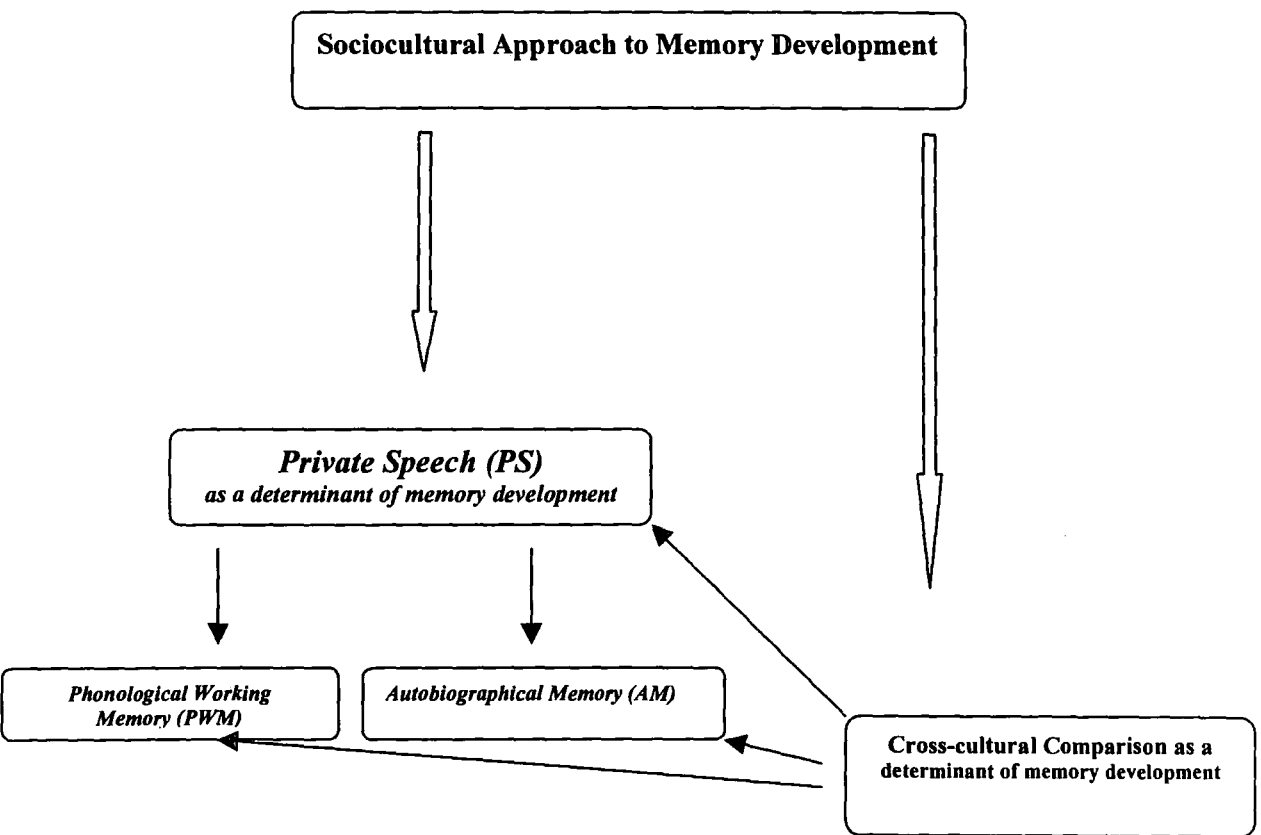 Sociocultural Approach to Memory Development
Private Speech (PS)
as a determinant of memory development
Phonological Working
Memory (PWM)
Autobiographical Memory (AM)
Cross-cultural Comparison as a
determinant of memory development